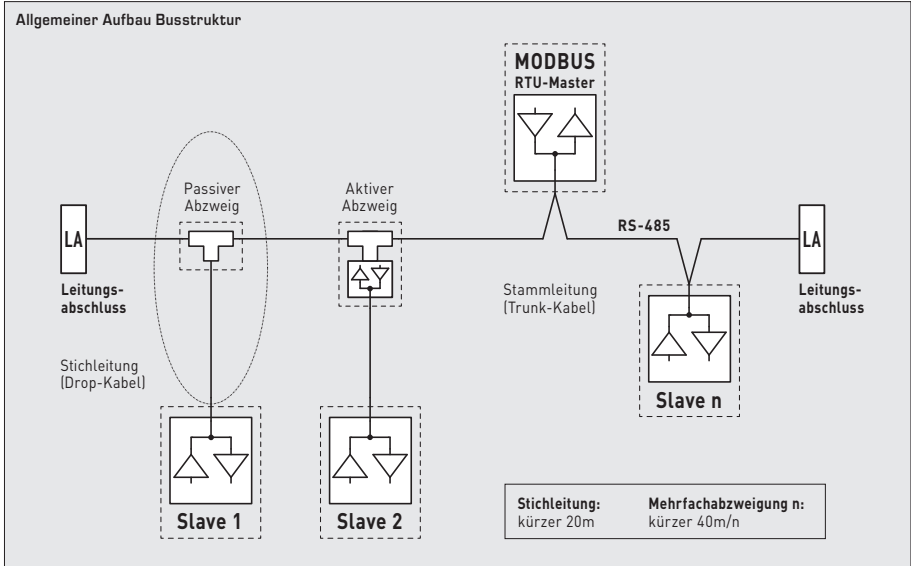 Allgemeiner Aufbau Busstruktur
MODBUS
RTU-Master
Passiver
Abzweig
Aktiver
Abzweig
LA
RS-485
LA
Leitungs-
abschluss
Stammleitung
(Trunk-Kabel)
Leitungs-
abschluss
Stichleitung
(Drop-Kabel)
Slave n
Slave 1
Slave 2
Stichleitung:
kürzer 20m
Mehrfachabzweigung n:
kürzer 40m/n